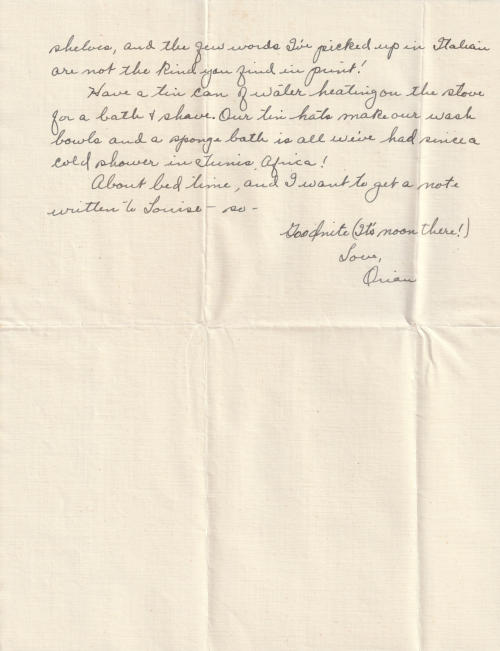 shelves, and the few words I've picked up in Italian
are not the kind you find in print!
Have a tin can of water heating on the stove
for a bath & shave. Our tin hats make our wash
bowls and a sponge bath is all we've had since a
cold shower in Tunis, Africa!
About bed time, and I want to get a note
written to Louise - so -
Goodnite (It's noon there!)
Love,